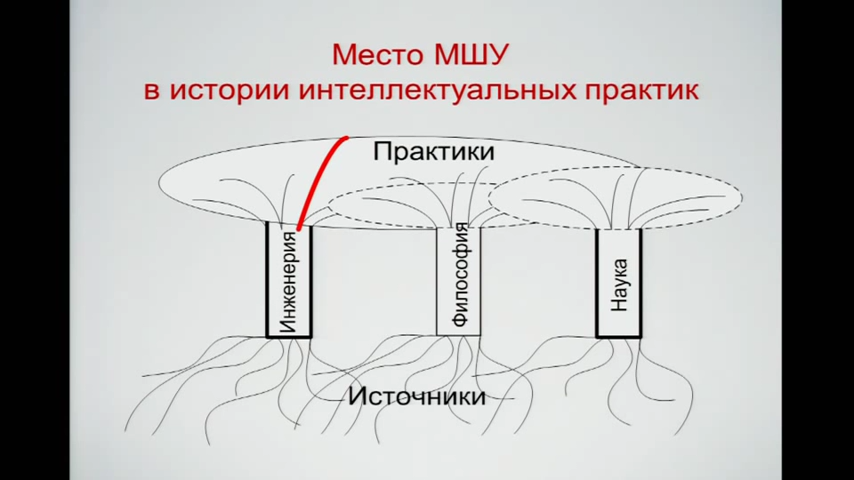 Место МШУ
в истории интеллектуальных практик
Практики
Инженерия
Философия
Наука
Источники